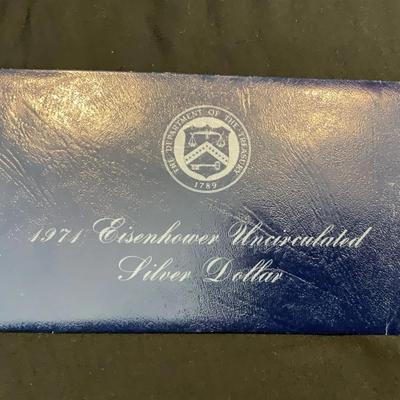 THE DEPARTMENT OF THE TREASURY
1789
1971 Eisenhower Uncirculated
Silver Dollar